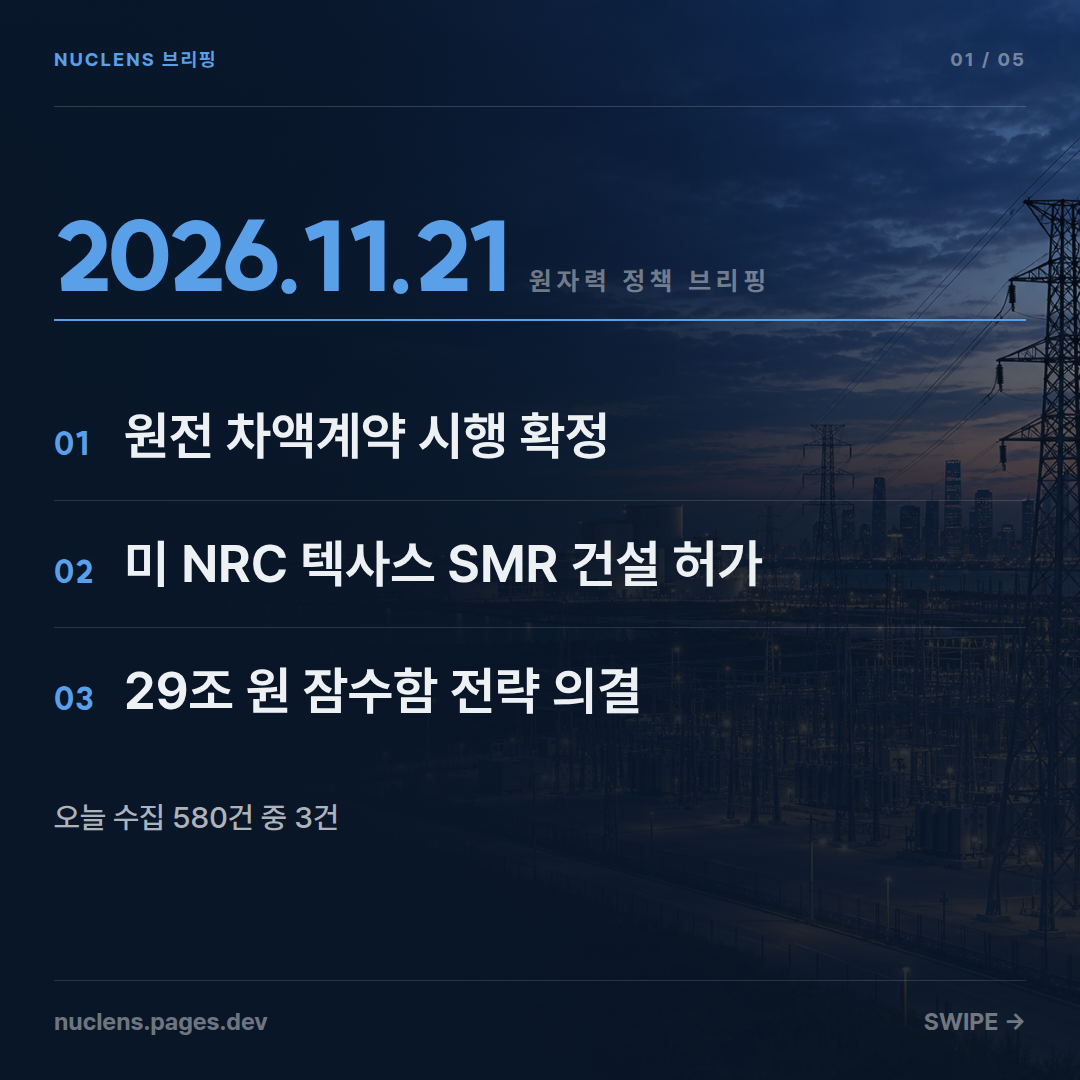 NUCLENS 브리핑
01 / 05
2026.11.21 원자력 정책 브리핑
01 원전 차액계약 시행 확정
02 미 NRC 텍사스 SMR 건설 허가
03 29조 원 잠수함 전략 의결
오늘 수집 580건 중 3건
nuclens.pages.dev
SWIPE →